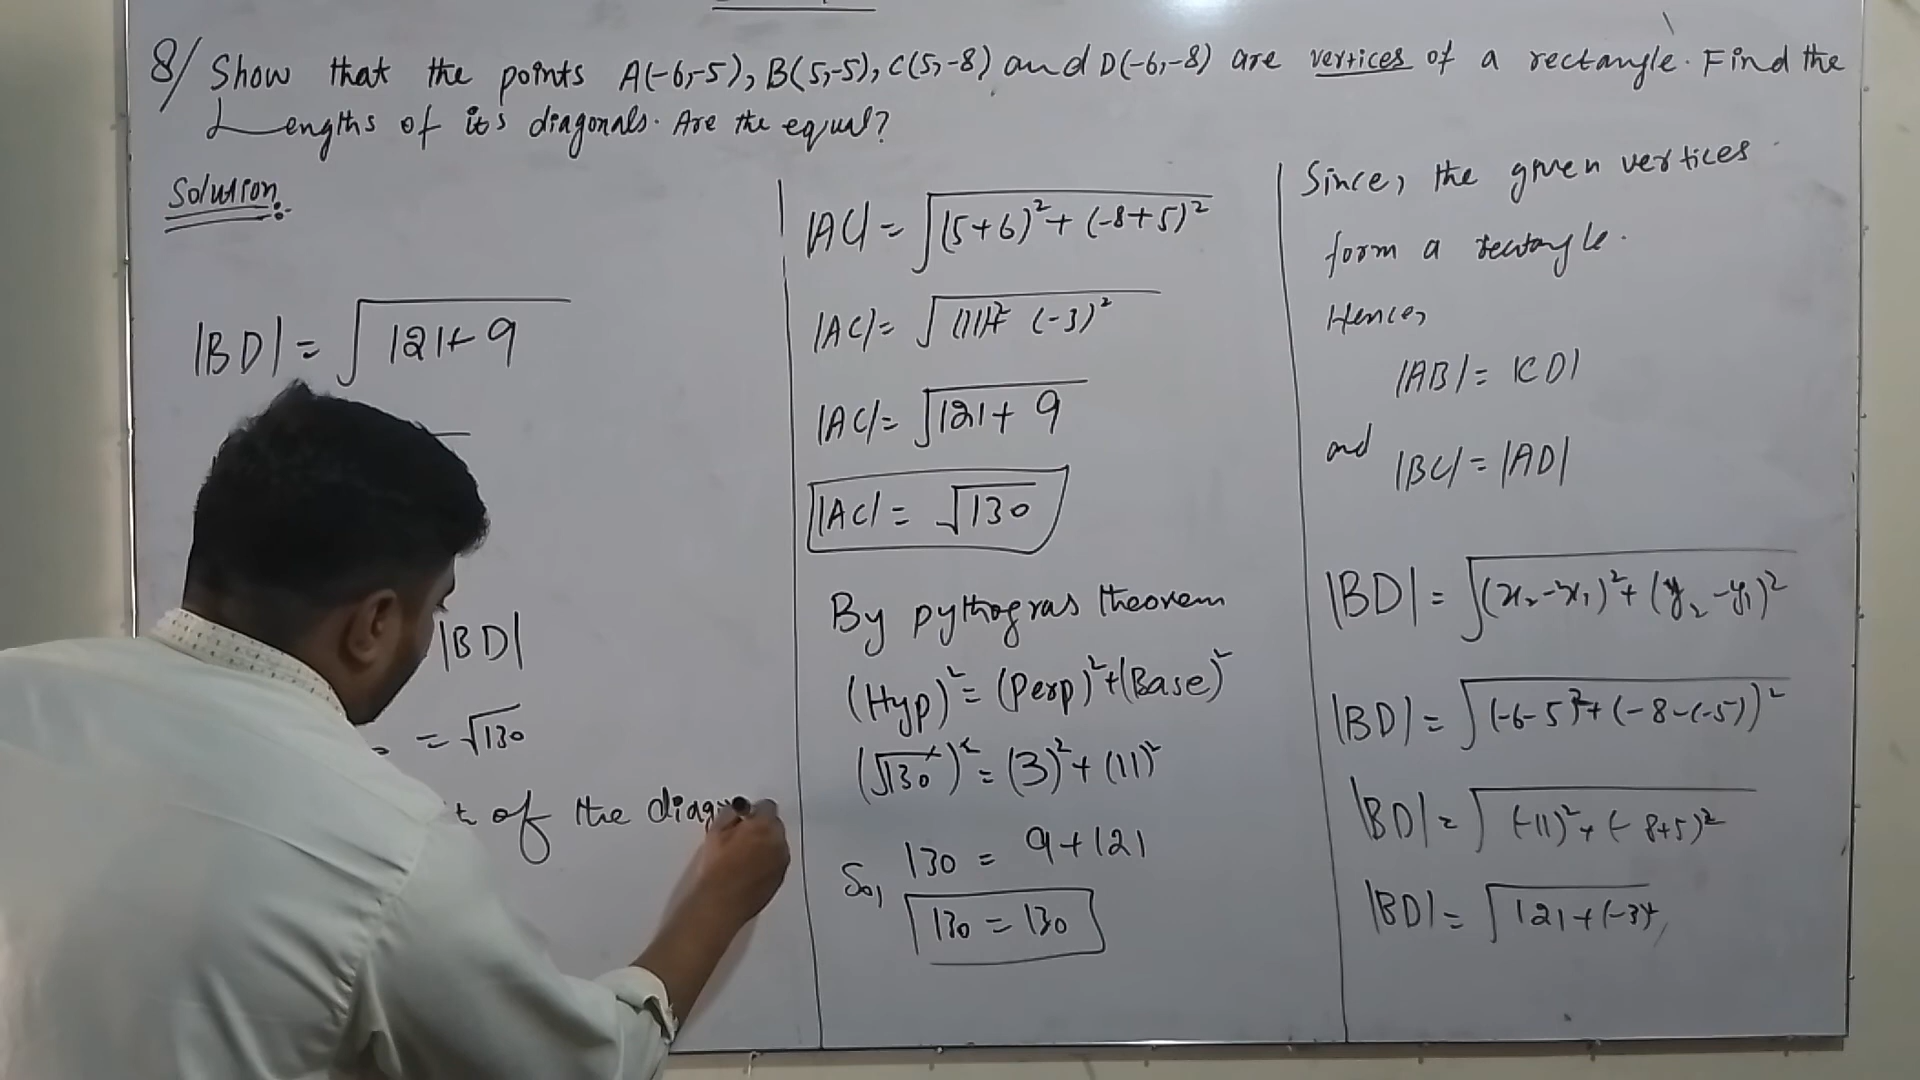 8/ Show that the points A(-6,-5), B(5,-5), C(5,-8) and D(-6,-8) are vertices of a rectangle. Find the
Lengths of its diagonals. Are the equal?
Solution:
|BD| = √121+9
|BD|
= √130
of the diag
|AC| = √(5+6)²+(-8+5)²
|AC| = √(11)²+(-3)²
|AC| = √121+9
|AC| = √130
By pythogras theorem
(Hyp)² = (Perp)²+(Base)²
(√130)² = (3)²+(11)²
130 = 9+121
So,
130 = 130
Since, the given vertices
form a rectangle.
Hence,
|AB| = |CD|
and |BC| = |AD|
|BD| = √(x₂-x₁)²+(y₂-y₁)²
|BD| = √(-6-5)²+(-8-(-5))²
|BD| = √(-11)²+(-8+5)²
|BD| = √121+(-3)²